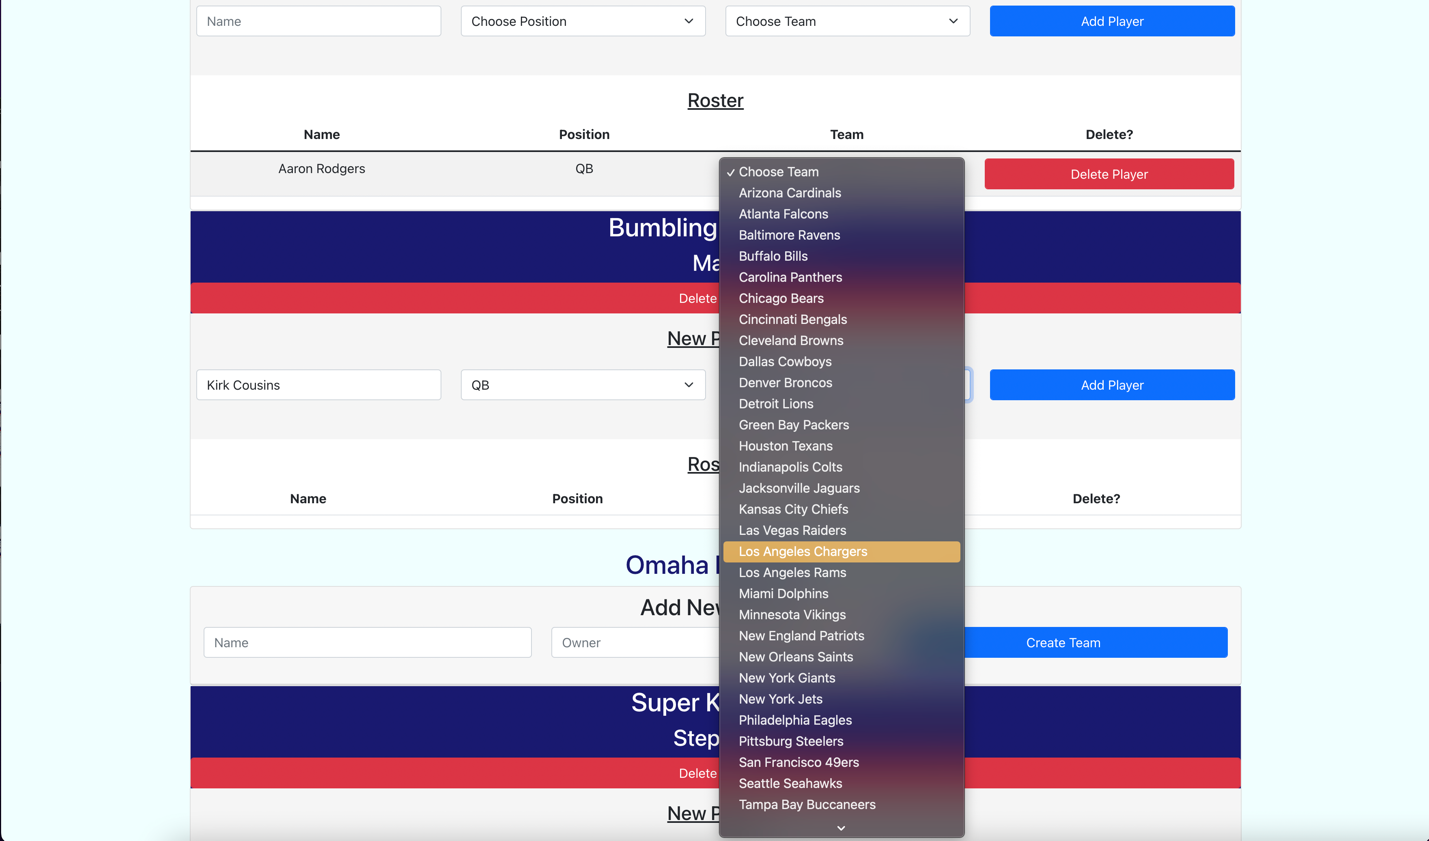 Name Choose Position Choose Team Add Player
Roster
Name Position Team Delete?
Aaron Rodgers QB Delete Player
Bumbling
Ma
Delete
New P
Kirk Cousins QB Add Player
Ros
Name Position Delete?
Omaha
Add New
Name Owner Create Team
Super K
Step
Delete
New P
✓ Choose Team
Arizona Cardinals
Atlanta Falcons
Baltimore Ravens
Buffalo Bills
Carolina Panthers
Chicago Bears
Cincinnati Bengals
Cleveland Browns
Dallas Cowboys
Denver Broncos
Detroit Lions
Green Bay Packers
Houston Texans
Indianapolis Colts
Jacksonville Jaguars
Kansas City Chiefs
Las Vegas Raiders
Los Angeles Chargers
Los Angeles Rams
Miami Dolphins
Minnesota Vikings
New England Patriots
New Orleans Saints
New York Giants
New York Jets
Philadelphia Eagles
Pittsburg Steelers
San Francisco 49ers
Seattle Seahawks
Tampa Bay Buccaneers